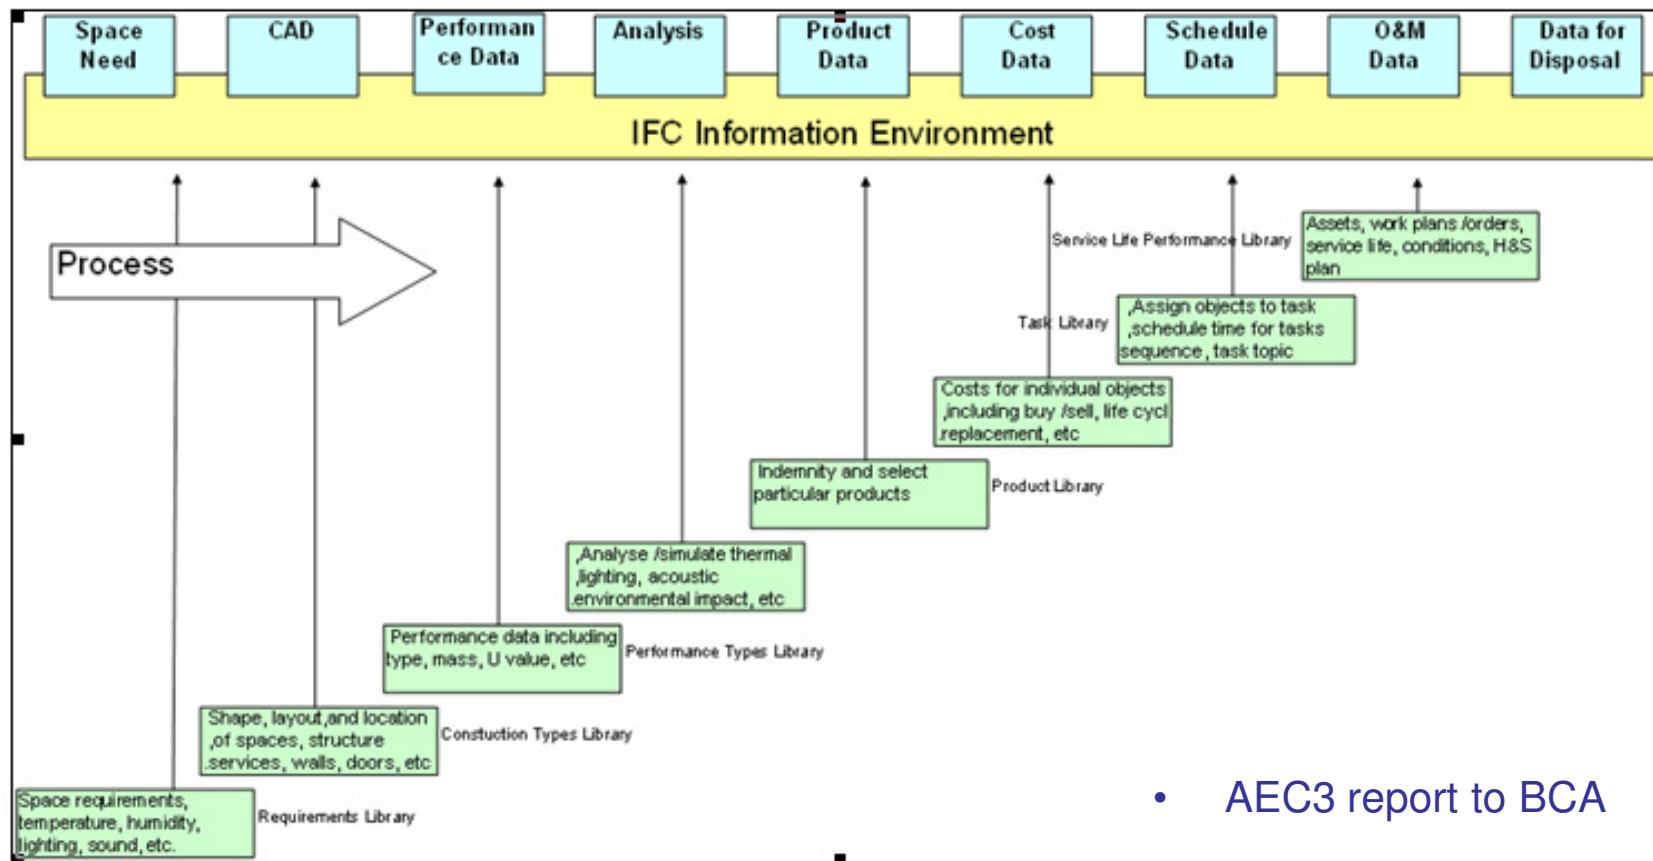 Space
Need
CAD
Performan
ce Data
Analysis
Product
Data
Cost
Data
Schedule
Data
O&M
Data
Data for
Disposal
IFC Information Environment
Process
Service Life Performance Library
Assets, work plans /orders,
service life, conditions, H&S
plan
Task Library
,Assign objects to task
,schedule time for tasks
sequence , task topic
Costs for individual objects
,including buy /sell, life cycl
.replacement, etc
Indemnity and select
particular products
Product Library
,Analyse /simulate thermal
,lighting, acoustic
.environmental impact, etc
Performance data including
type, mass, U value, etc
Performance Types Library
Shape, layout,and location
,of spaces, structure
.services, walls, doors, etc
Constuction Types Library
Space requirements,
temperature, humidity,
lighting, sound, etc.
Requirements Library
• AEC3 report to BCA